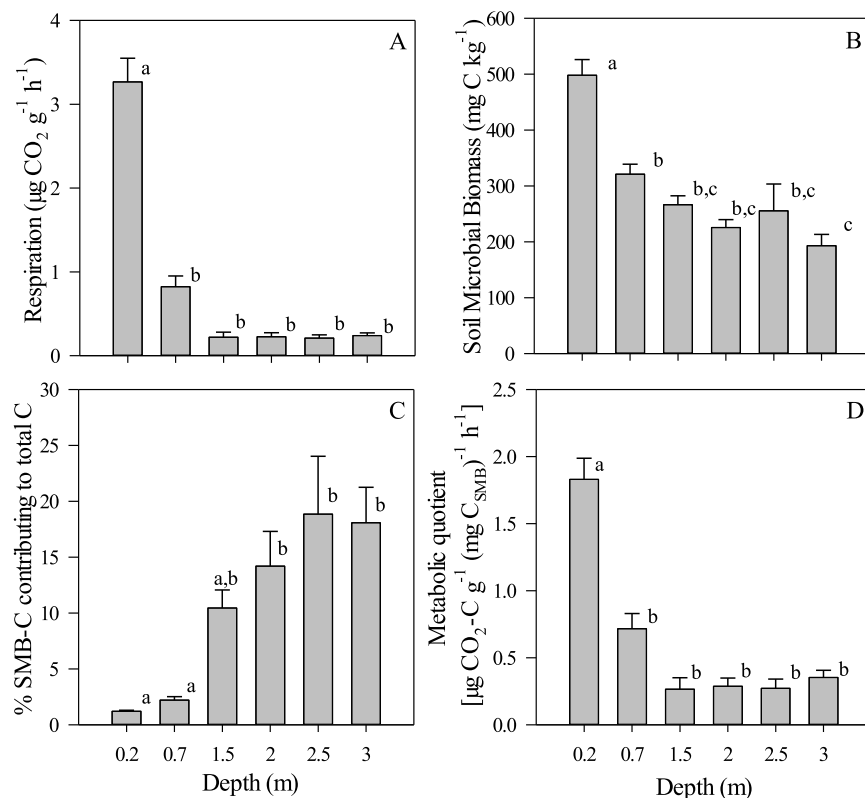 A
Respiration (µg CO₂ g⁻¹ h⁻¹)
4
3
2
1
0
a
b
b
b
b
b
B
Soil Microbial Biomass (mg C kg⁻¹)
600
500
400
300
200
100
0
a
b
b,c
b,c
b,c
c
C
% SMB-C contributing to total C
30
25
20
15
10
5
0
a
a
a,b
b
b
b
0.2 0.7 1.5 2 2.5 3
Depth (m)
D
Metabolic quotient
[µg CO₂-C g⁻¹ (mg C_SMB)⁻¹ h⁻¹]
2.0
1.5
1.0
0.5
0.0
a
b
b
b
b
b
0.2 0.7 1.5 2 2.5 3
Depth (m)